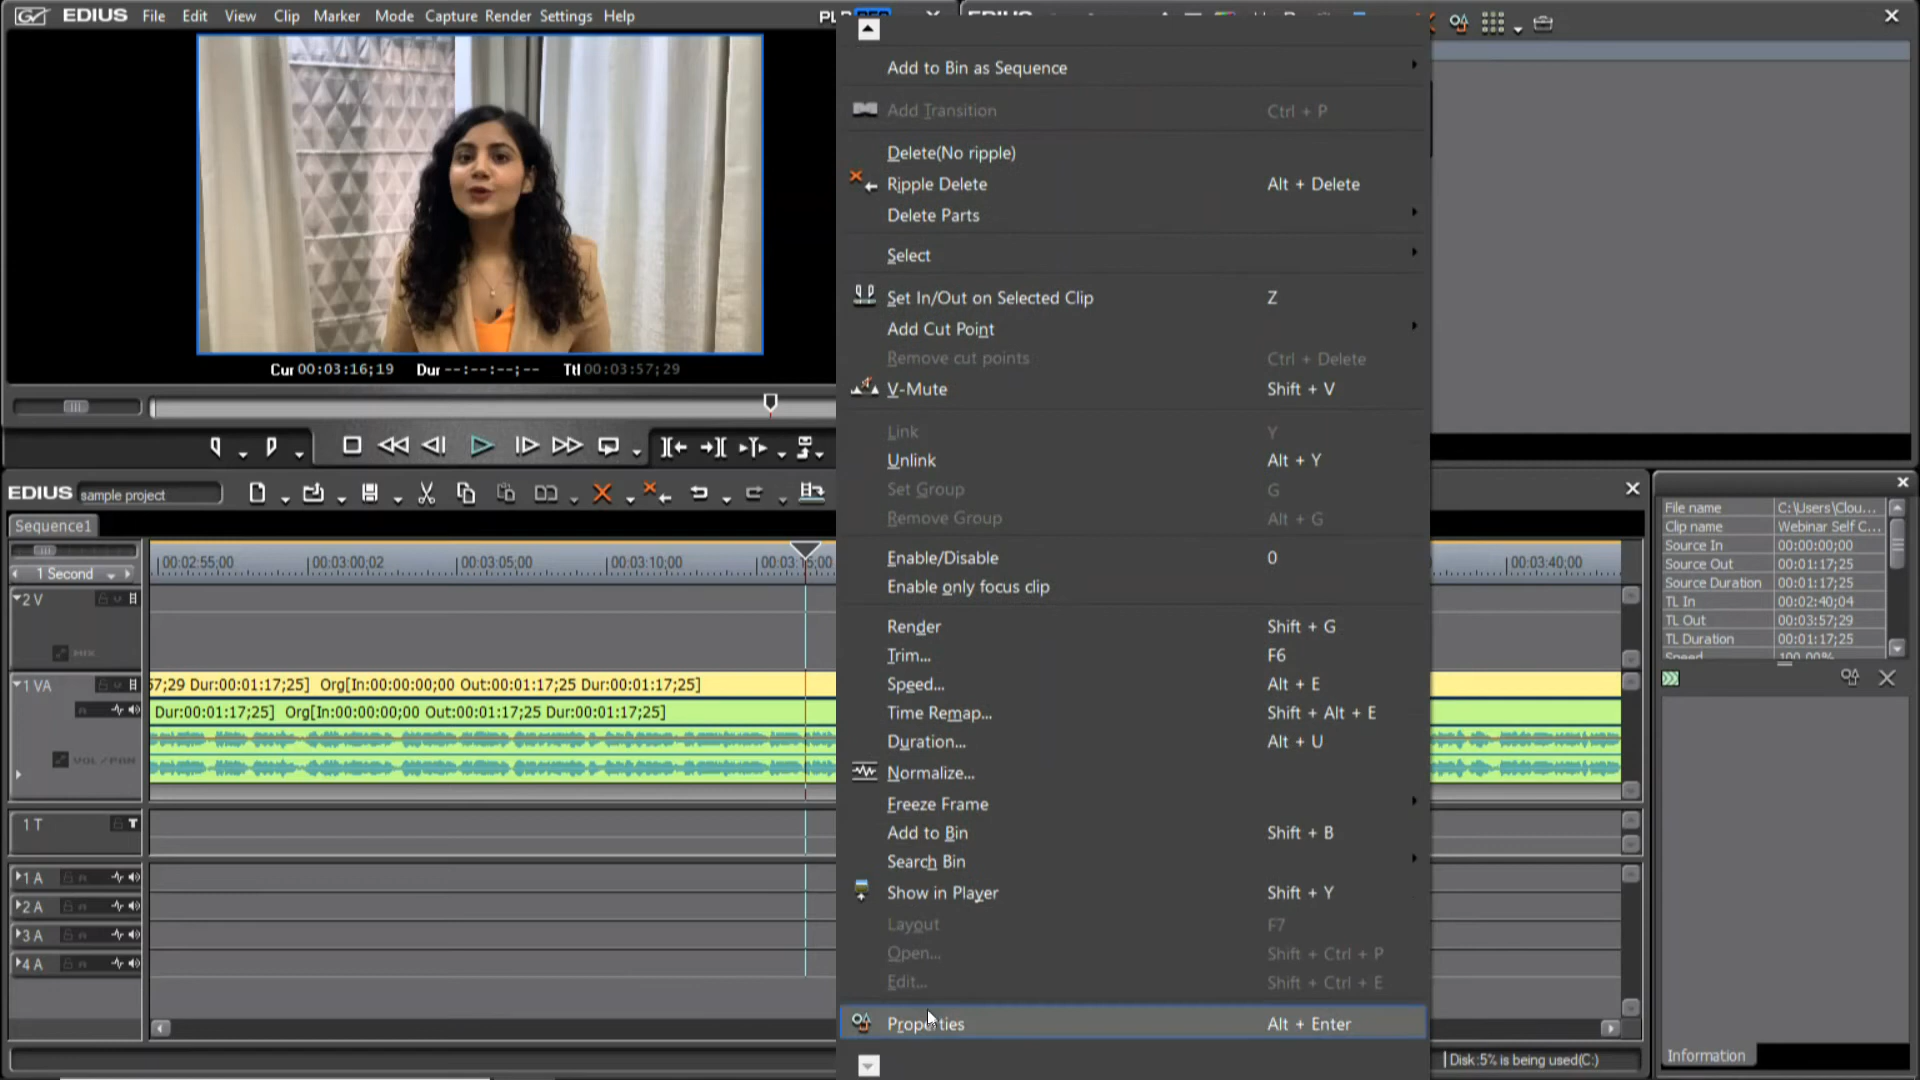 EDIUS File Edit View Clip Marker Mode Capture Render Settings Help
Cur 00:03:16;19 Dur --:--:--;-- Ttl 00:03:57;29
EDIUS sample project
Sequence1
1 Second
00:02:55;00 00:03:00;02 00:03:05;00 00:03:10;00 00:03:15;00 00:03:40;00
2 V
MIX
1 VA
57;29 Dur:00:01:17;25] Org[In:00:00:00;00 Out:00:01:17;25 Dur:00:01:17;25]
Dur:00:01:17;25] Org[In:00:00:00;00 Out:00:01:17;25 Dur:00:01:17;25]
VOL/PAN
1 T
T
1 A
2 A
3 A
4 A
Add to Bin as Sequence
Add Transition Ctrl + P
Delete(No ripple)
Ripple Delete Alt + Delete
Delete Parts
Select
Set In/Out on Selected Clip Z
Add Cut Point
Remove cut points Ctrl + Delete
V-Mute Shift + V
Link Y
Unlink Alt + Y
Set Group G
Remove Group Alt + G
Enable/Disable 0
Enable only focus clip
Render Shift + G
Trim... F6
Speed... Alt + E
Time Remap... Shift + Alt + E
Duration... Alt + U
Normalize...
Freeze Frame
Add to Bin Shift + B
Search Bin
Show in Player Shift + Y
Layout F7
Open... Shift + Ctrl + P
Edit... Shift + Ctrl + E
Properties Alt + Enter
File name C:\Users\Clou...
Clip name Webinar Self C...
Source In 00:00:00;00
Source Out 00:01:17;25
Source Duration 00:01:17;25
TL In 00:02:40;04
TL Out 00:03:57;29
TL Duration 00:01:17;25
Speed 100.00%
Information
Disk:5% is being used(C:)